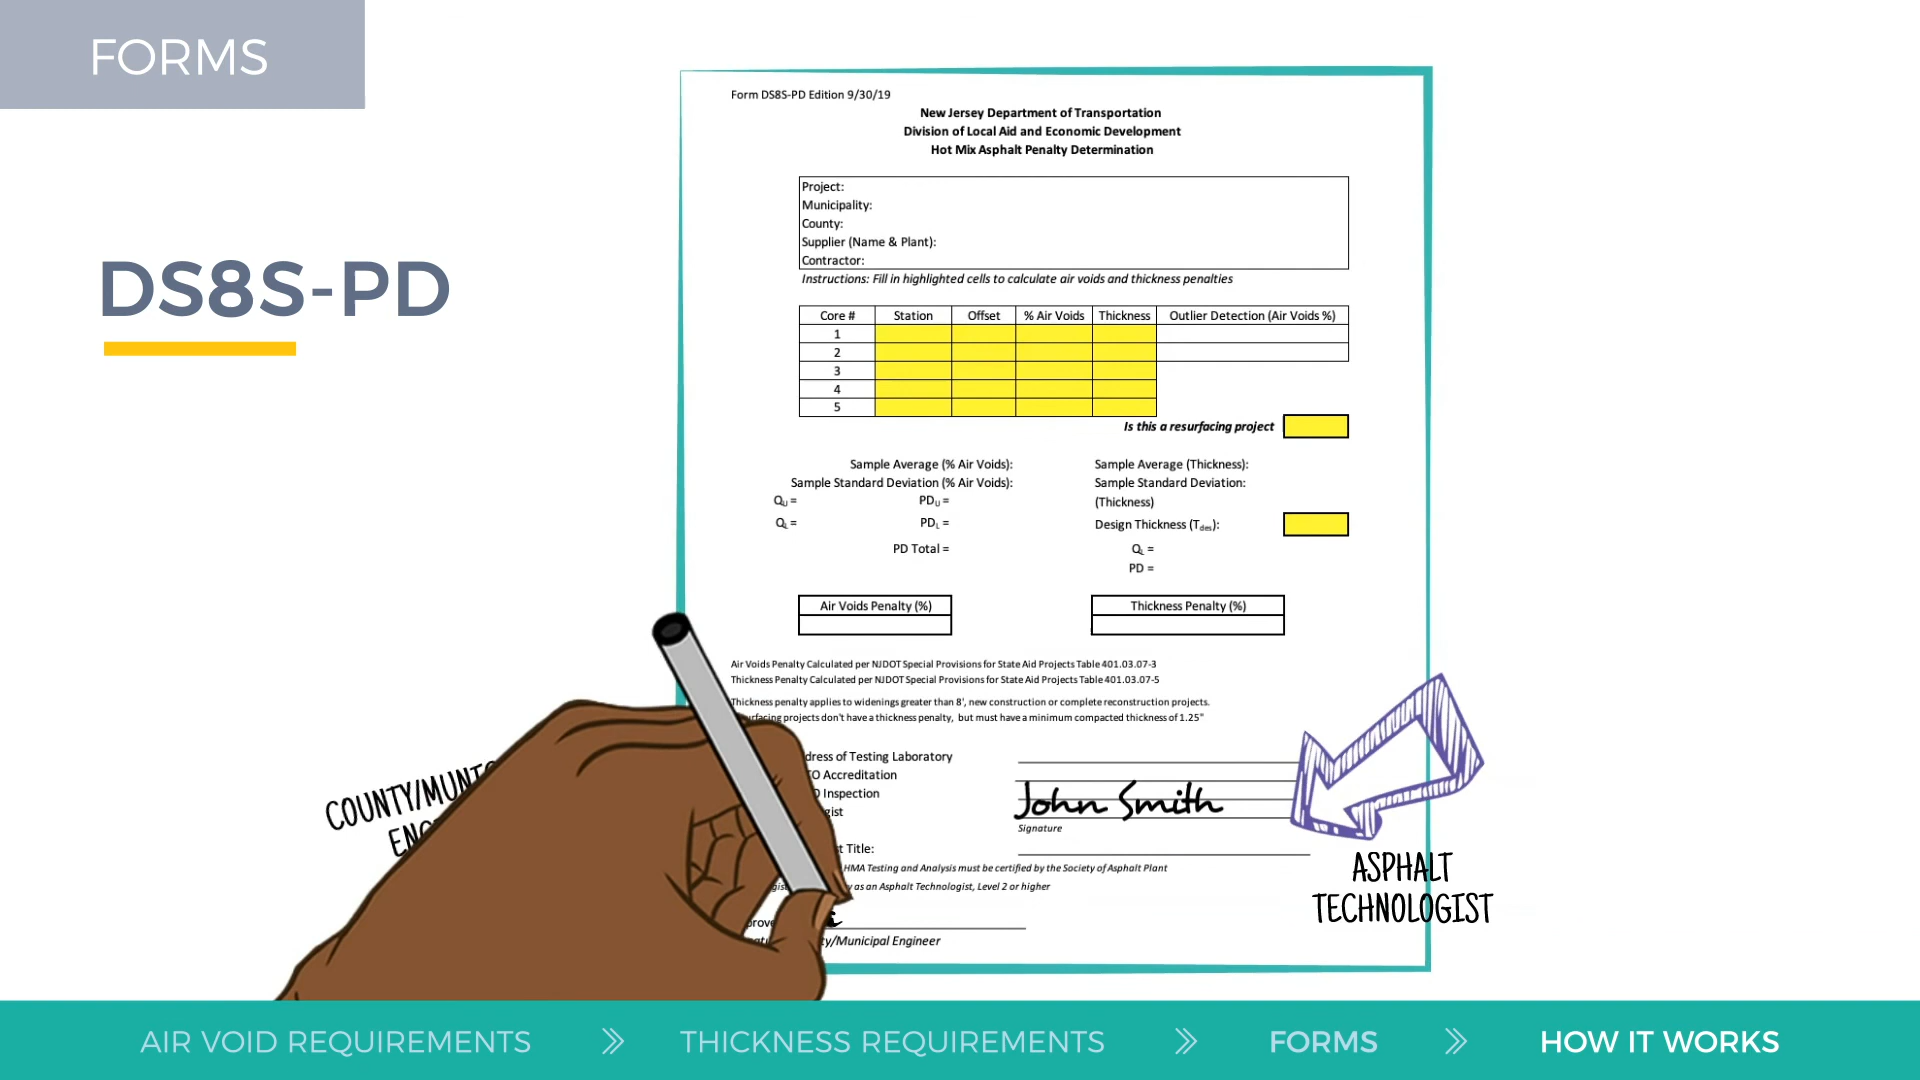 FORMS
DS8S-PD
Form DS8S-PD Edition 9/30/19
New Jersey Department of Transportation
Division of Local Aid and Economic Development
Hot Mix Asphalt Penalty Determination
Project:
Municipality:
County:
Supplier (Name & Plant):
Contractor:
Instructions: Fill in highlighted cells to calculate air voids and thickness penalties
Core # Station Offset % Air Voids Thickness Outlier Detection (Air Voids %)
1
2
3
4
5
Is this a resurfacing project
Sample Average (% Air Voids): Sample Average (Thickness):
Sample Standard Deviation (% Air Voids): Sample Standard Deviation:
QU = PDU = (Thickness)
QL = PDL = Design Thickness (Tdes):
PD Total = QL =
PD =
Air Voids Penalty (%) Thickness Penalty (%)
Air Voids Penalty Calculated per NJDOT Special Provisions for State Aid Projects Table 401.03.07-3
Thickness Penalty Calculated per NJDOT Special Provisions for State Aid Projects Table 401.03.07-5
Thickness penalty applies to widenings greater than 8', new construction or complete reconstruction projects.
projects don't have a thickness penalty, but must have a minimum compacted thickness of 1.25"
of Testing Laboratory
Accreditation
Inspection
John Smith
Signature
Title:
HMA Testing and Analysis must be certified by the Society of Asphalt Plant
as an Asphalt Technologist, Level 2 or higher
/Municipal Engineer
COUNTY/
ASPHALT
TECHNOLOGIST
AIR VOID REQUIREMENTS » THICKNESS REQUIREMENTS » FORMS » HOW IT WORKS